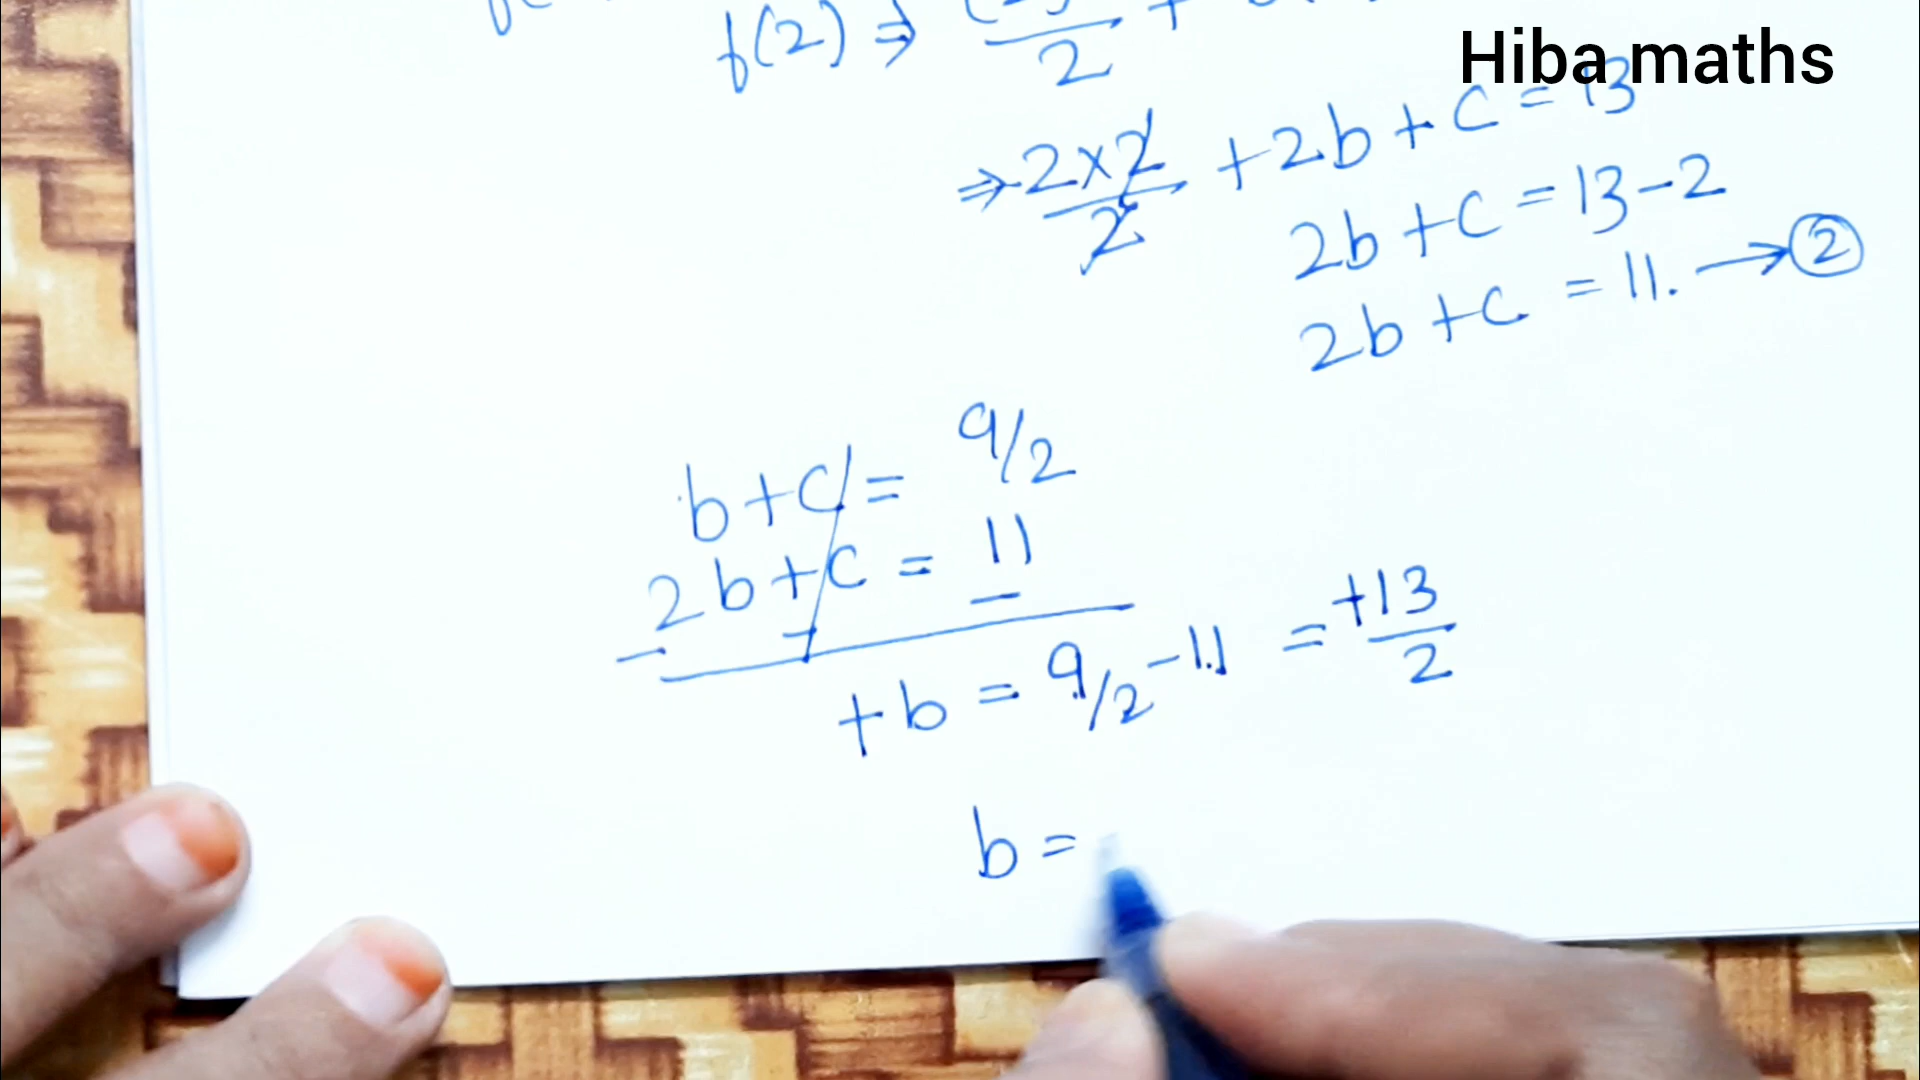 f(2) ⇒ /2 +
Hiba maths
⇒ 2×2/2 + 2b + c = 13
2b + c = 13 - 2
2b + c = 11. → ②
b + c = 9/2
2b + c = 11
- - -
+b = 9/2 - 11 = +13/2
b =